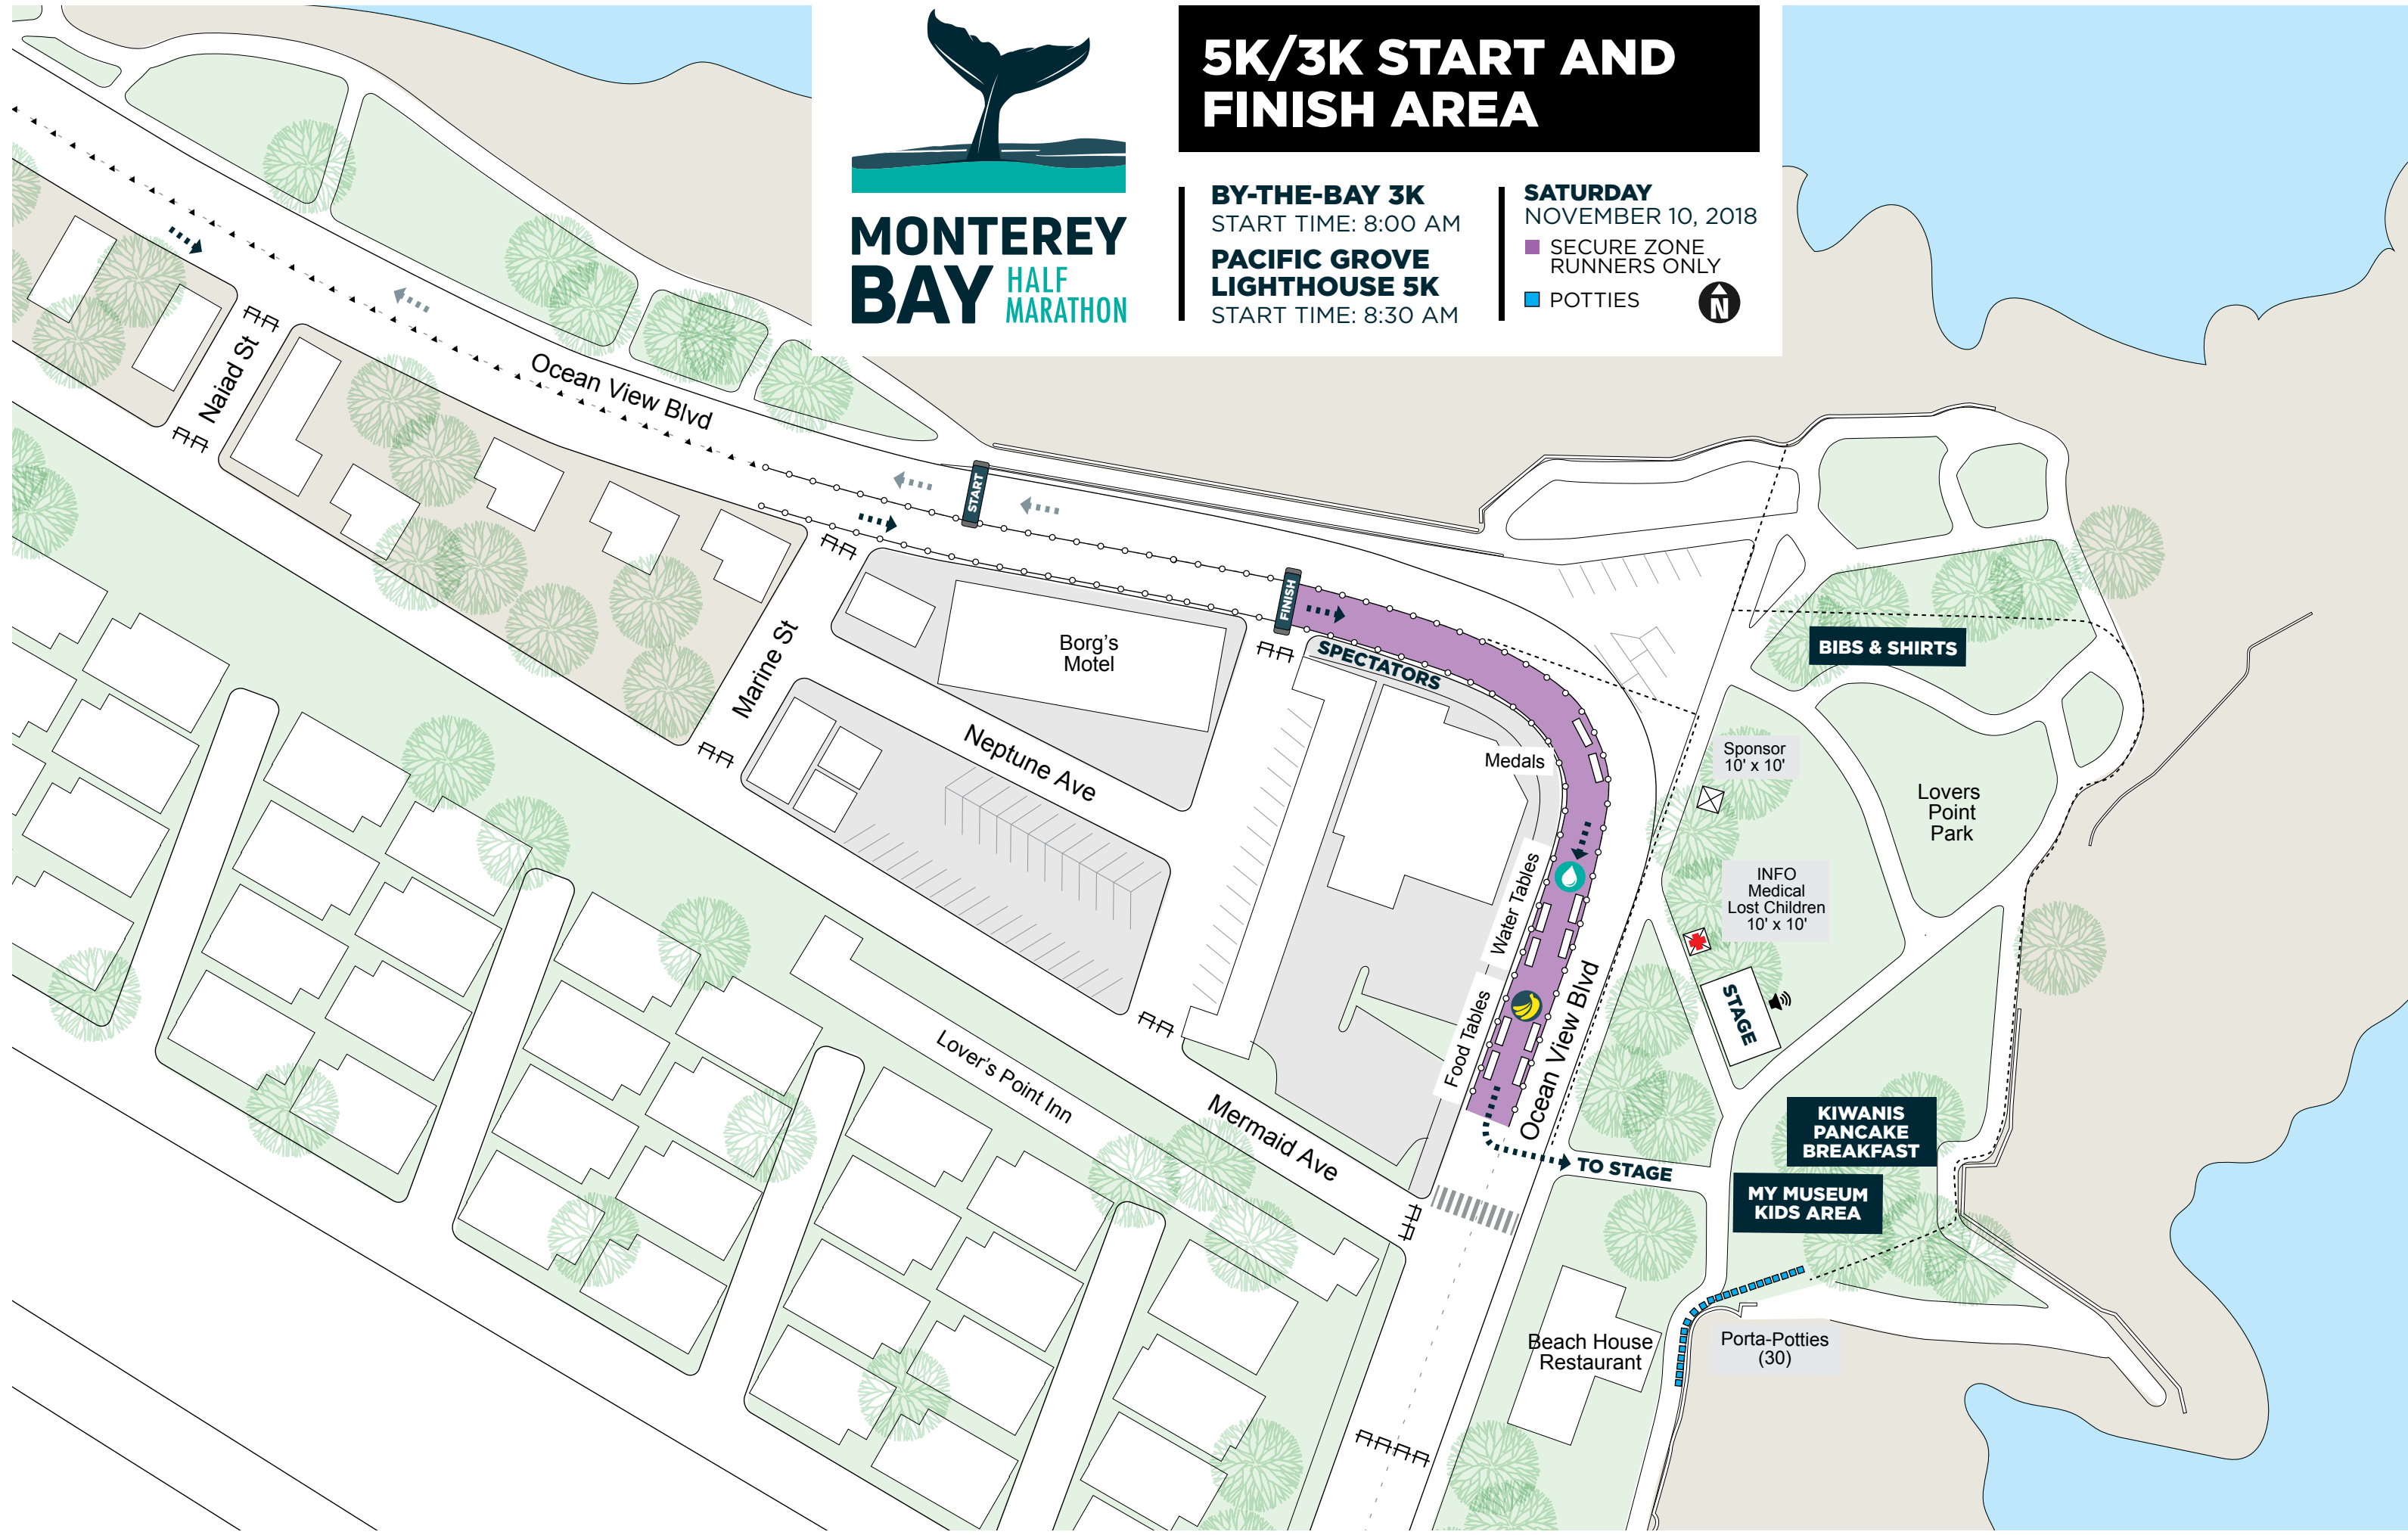 5K/3K START AND
FINISH AREA
MONTEREY
BAY HALF
MARATHON
BY-THE-BAY 3K
START TIME: 8:00 AM
PACIFIC GROVE
LIGHTHOUSE 5K
START TIME: 8:30 AM
SATURDAY
NOVEMBER 10, 2018
SECURE ZONE
RUNNERS ONLY
POTTIES
N
Naiad St
Ocean View Blvd
START
FINISH
SPECTATORS
Borg's
Motel
Marine St
Neptune Ave
BIBS & SHIRTS
Medals
Sponsor
10' x 10'
Lovers
Point
Park
INFO
Medical
Lost Children
10' x 10'
Water Tables
STAGE
Food Tables
Ocean View Blvd
Lover's Point Inn
Mermaid Ave
TO STAGE
KIWANIS
PANCAKE
BREAKFAST
MY MUSEUM
KIDS AREA
Beach House
Restaurant
Porta-Potties
(30)